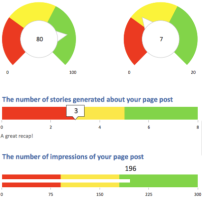 80 7
0 100 0 20
The number of stories generated about your page post
3
0 2 4 6 8
A great recap!
The number of impressions of your page post
196
0 75 150 225 300